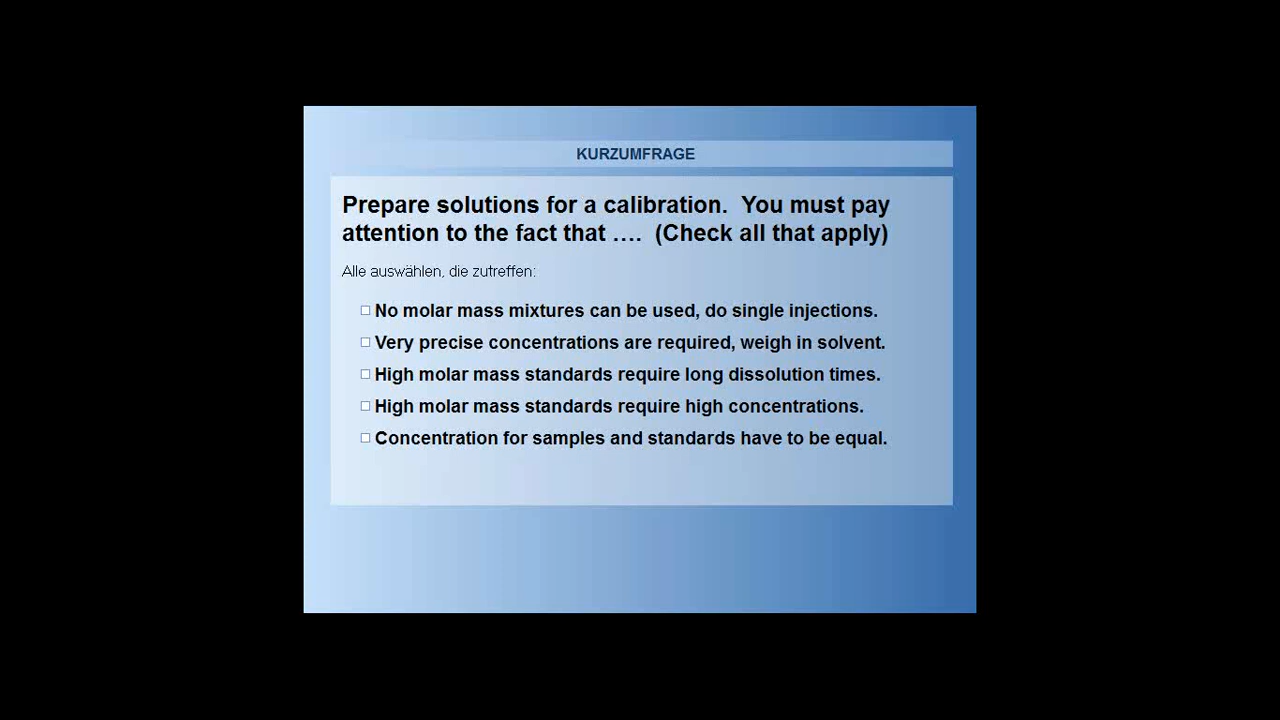 KURZUMFRAGE
Prepare solutions for a calibration.  You must pay
attention to the fact that ….  (Check all that apply)
Alle auswählen, die zutreffen:
No molar mass mixtures can be used, do single injections.
Very precise concentrations are required, weigh in solvent.
High molar mass standards require long dissolution times.
High molar mass standards require high concentrations.
Concentration for samples and standards have to be equal.